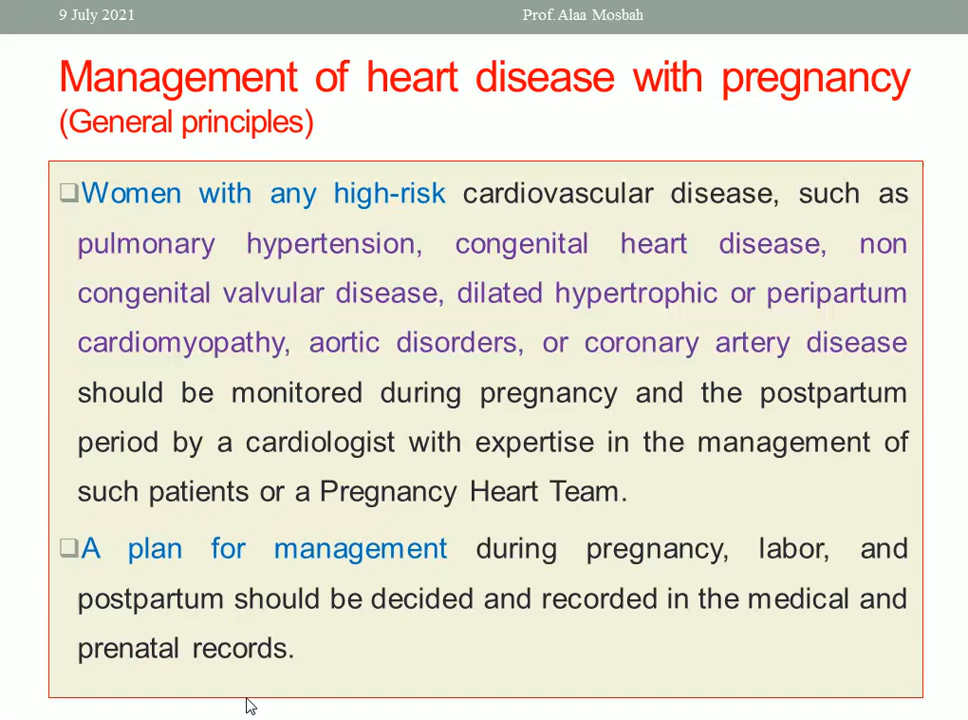 9 July 2021 Prof. Alaa Mosbah
Management of heart disease with pregnancy
(General principles)
Women with any high-risk cardiovascular disease, such as
pulmonary hypertension, congenital heart disease, non
congenital valvular disease, dilated hypertrophic or peripartum
cardiomyopathy, aortic disorders, or coronary artery disease
should be monitored during pregnancy and the postpartum
period by a cardiologist with expertise in the management of
such patients or a Pregnancy Heart Team.
A plan for management during pregnancy, labor, and
postpartum should be decided and recorded in the medical and
prenatal records.